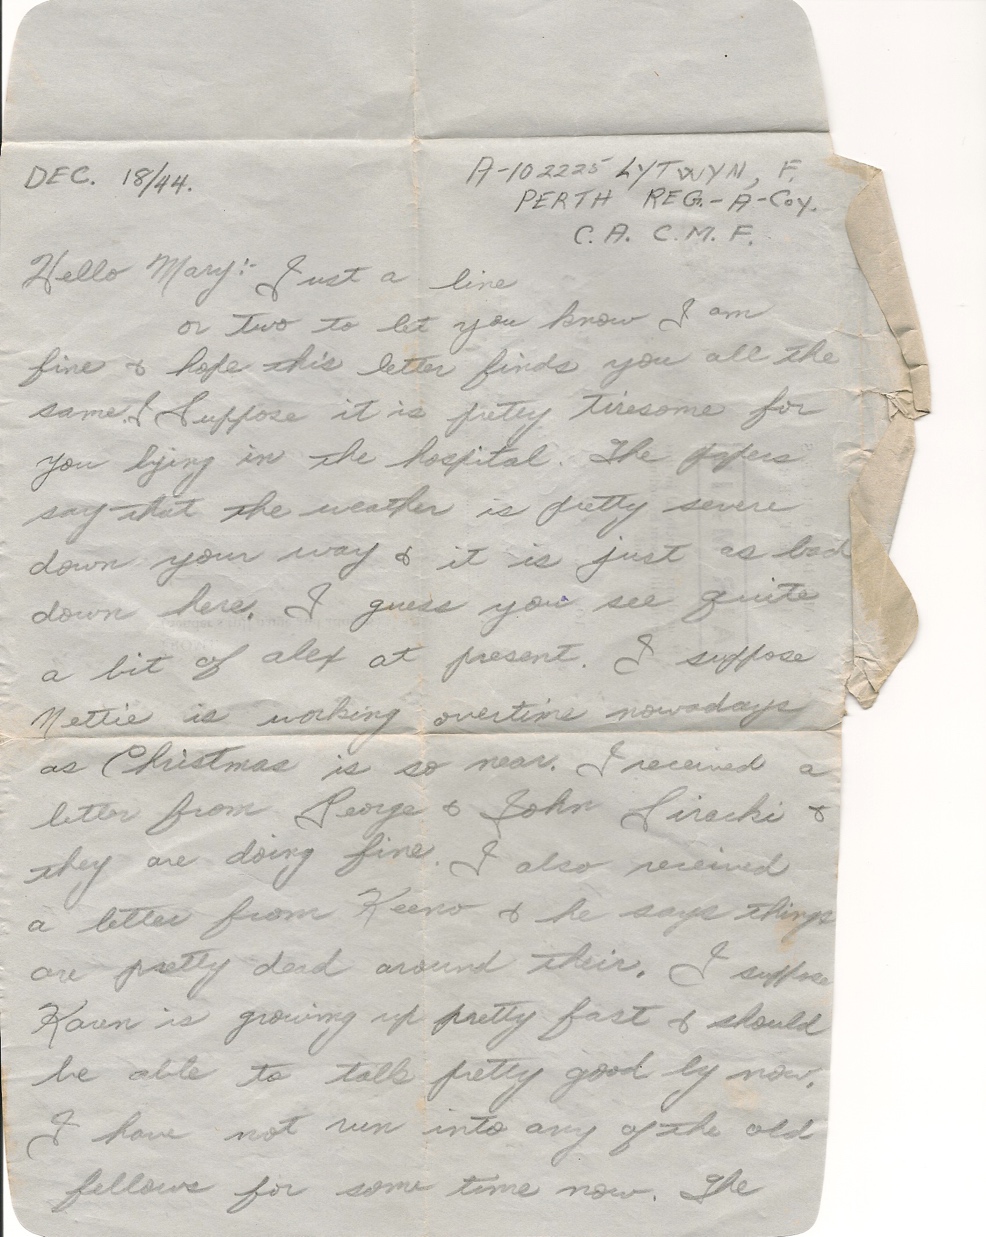 DEC. 18/44.
A-102225 LYTWYN, F.
PERTH REG.- A-Coy.
C. A. C. M. F.
Hello Mary:- Just a line
or two to let you know I am
fine & hope this letter finds you all the
same. I Suppose it is pretty tiresome for
you lying in the hospital. The papers
say that the weather is pretty severe
down your way & it is just as bad
down here. I guess you see quite
a bit of alex at present. I suppose
Nettie is working overtime nowadays
as Christmas is so near. I received a
letter from George & John Siracki &
they are doing fine. I also received
a letter from Keeno & he says things
are pretty dead around their. I suppose
Karen is growing up pretty fast & should
be able to talk pretty good by now.
I have not run into any of the old
fellows for some time now. The